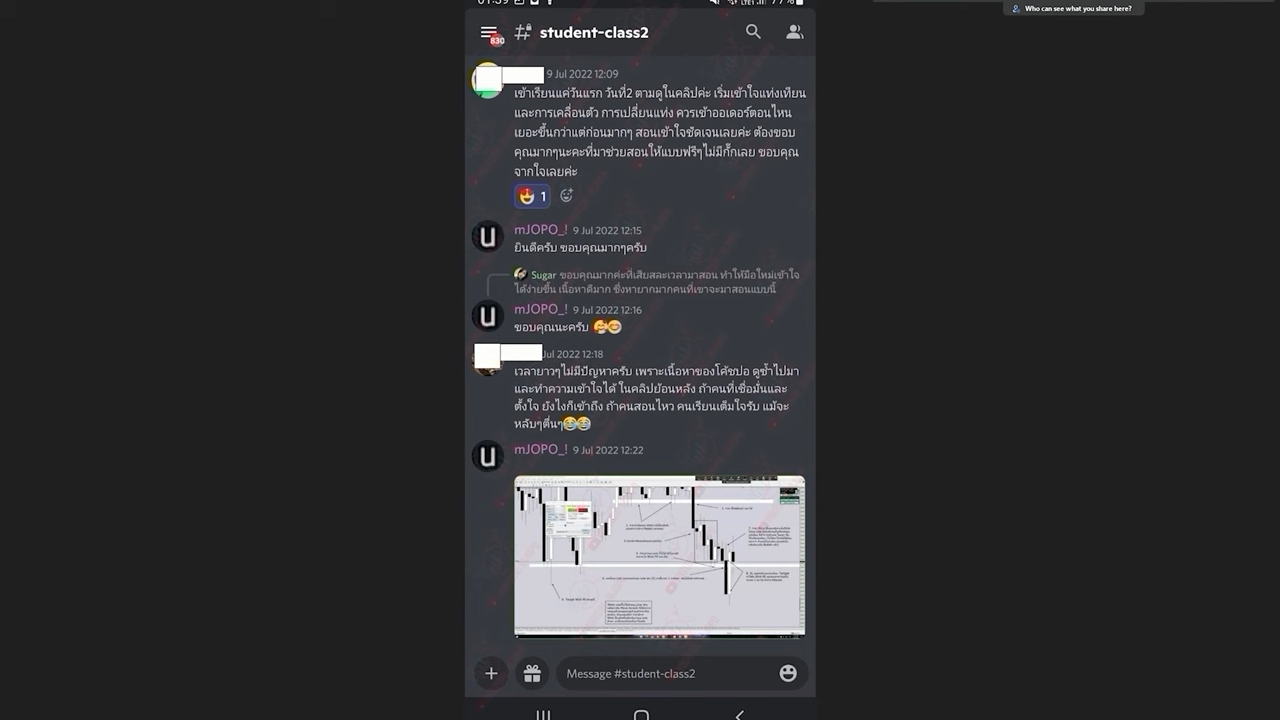 Who can see what you share here?
830
student-class2
9 Jul 2022 12:09
เข้าเรียนแค่วันแรก วันที่2 ตามดูในคลิปค่ะ เริ่มเข้าใจแท่งเทียน
และการเคลื่อนตัว การเปลี่ยนแท่ง ควรเข้าออเดอร์ตอนไหน
เยอะขึ้นกว่าแต่ก่อนมากๆ สอนเข้าใจชัดเจนเลยค่ะ ต้องขอบ
คุณมากๆนะคะที่มาช่วยสอนให้แบบฟรีๆไม่มีกั๊กเลย ขอบคุณ
จากใจเลยค่ะ
1
mJOPO_! 9 Jul 2022 12:15
ยินดีครับ ขอบคุณมากๆครับ
Sugar ขอบคุณมากค่ะที่เสียสละเวลามาสอน ทำให้มือใหม่เข้าใจ
ได้ง่ายขึ้น เนื้อหาดีมาก ซึ่งหายากมากคนที่เขาจะมาสอนแบบนี้
mJOPO_! 9 Jul 2022 12:16
ขอบคุณนะครับ 🥰😊
Jul 2022 12:18
เวลายาวๆไม่มีปัญหาครับ เพราะเนื้อหาของโค้ชปอ ดูซ้ำไปมา
และทำความเข้าใจได้ ในคลิปย้อนหลัง ถ้าคนที่เชื่อมั่นและ
ตั้งใจ ยังไงก็เข้าถึง ถ้าคนสอนไหว คนเรียนเต็มใจรับ แม้จะ
หลับๆตื่นๆ😂😂
mJOPO_! 9 Jul 2022 12:22
Message #student-class2